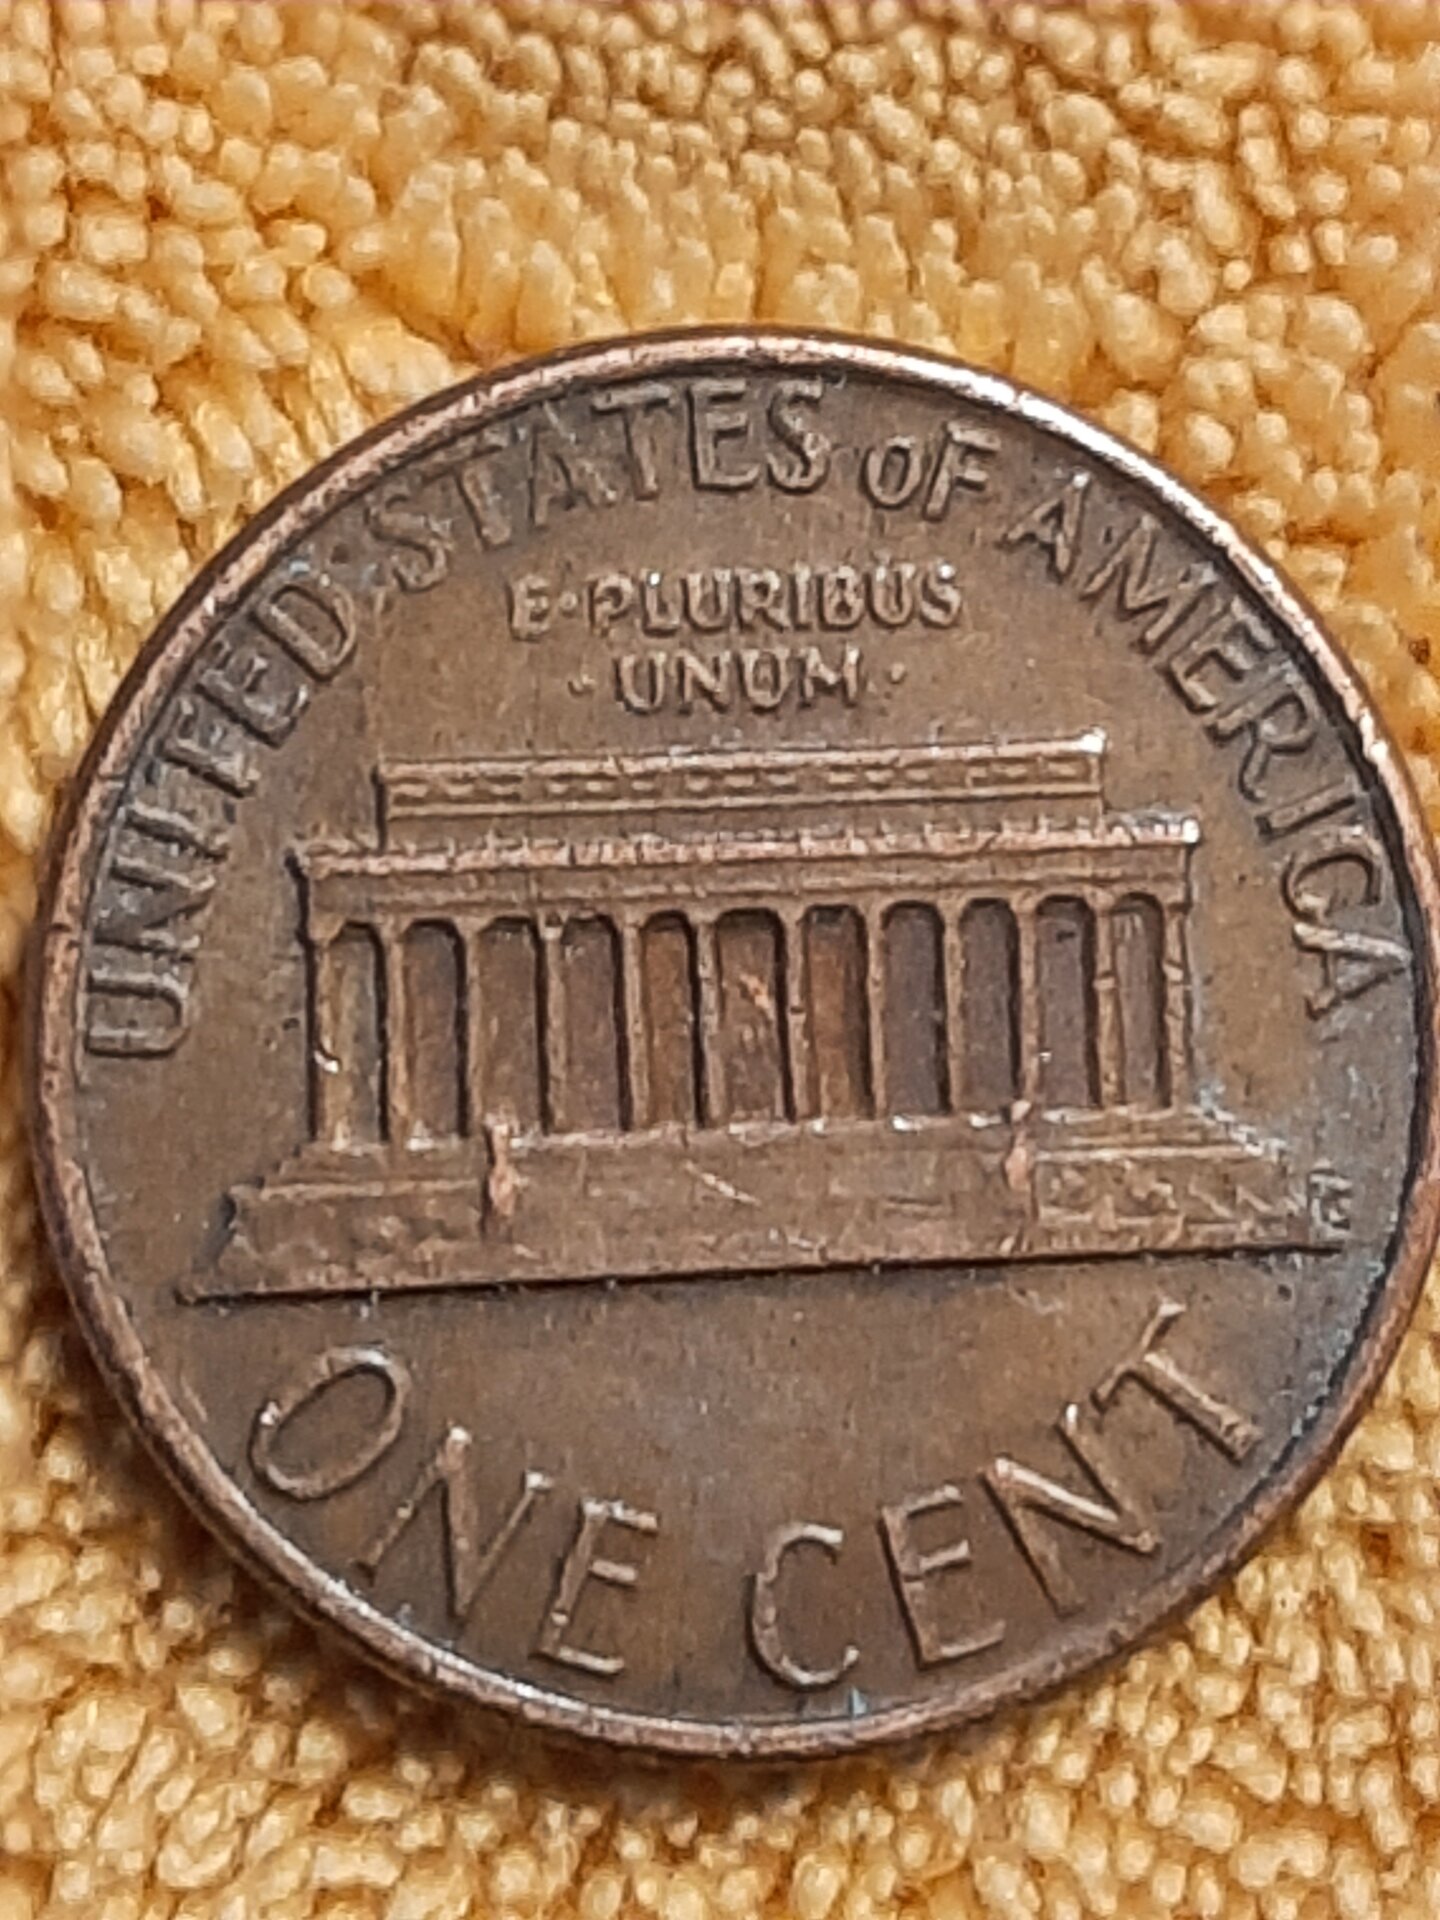 UNITED STATES OF AMERICA
E·PLURIBUS
·UNUM·
ONE CENT